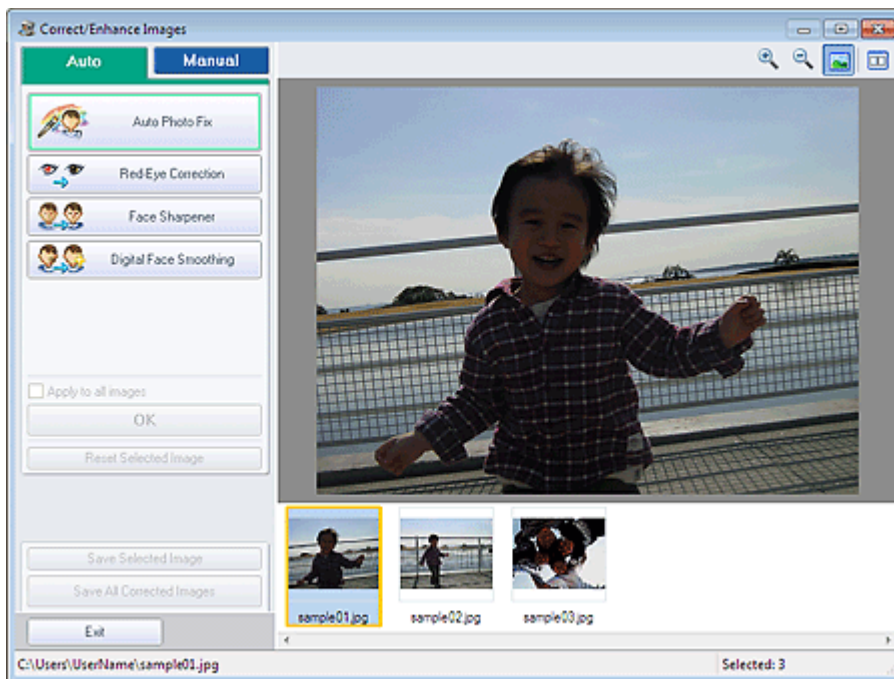 Correct/Enhance Images
Auto
Manual
Auto Photo Fix
Red-Eye Correction
Face Sharpener
Digital Face Smoothing
Apply to all images
OK
Reset Selected Image
Save Selected Image
Save All Corrected Images
Exit
sample01.jpg
sample02.jpg
sample03.jpg
C:\Users\UserName\sample01.jpg
Selected: 3